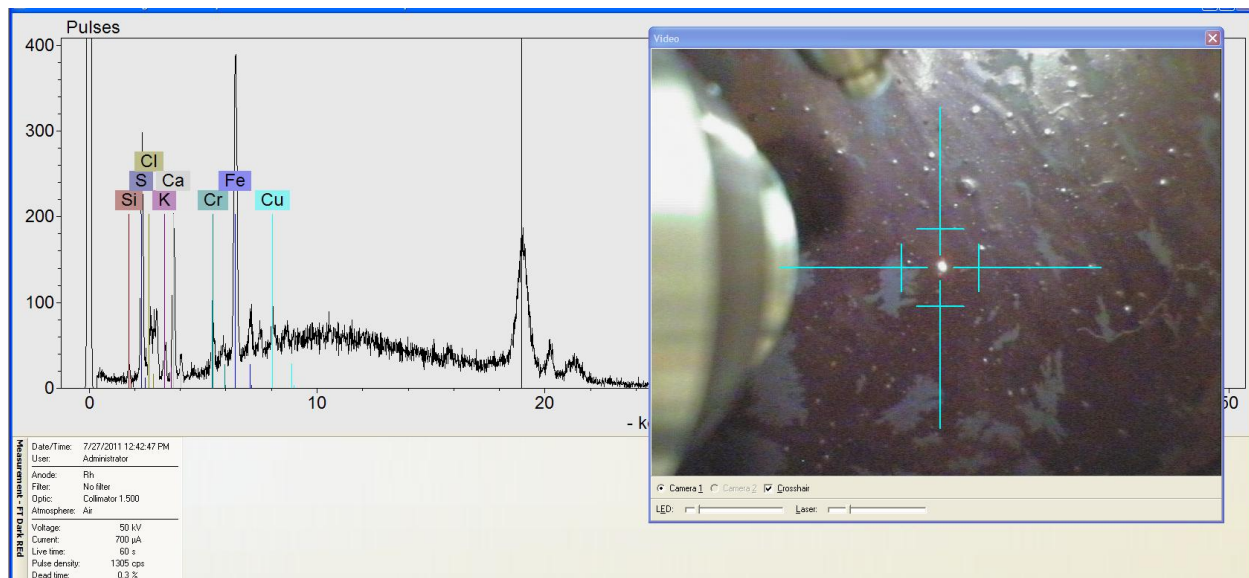 Pulses
400
300
200
100
0
Cl
S Ca
Si K Cr Fe Cu
0 10 20 50
- k
Video
Camera 1 Camera 2 Crosshair
LED: Laser:
Measurement - FT Dark REd
Date/Time: 7/27/2011 12:42:47 PM
User: Administrator
Anode: Rh
Filter: No filter
Optic: Collimator 1.500
Atmosphere: Air
Voltage: 50 kV
Current: 700 µA
Live time: 60 s
Pulse density: 1305 cps
Dead time: 0.3 %